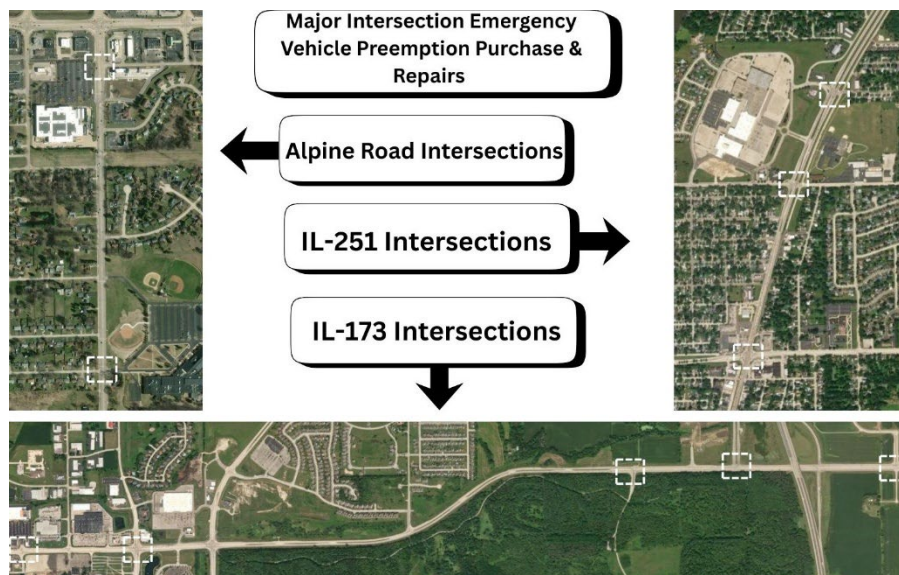 Major Intersection Emergency
Vehicle Preemption Purchase &
Repairs
Alpine Road Intersections
IL-251 Intersections
IL-173 Intersections